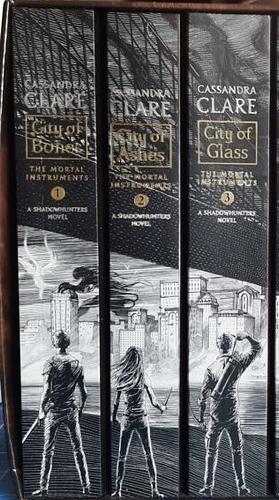 CASSANDRA
CLARE
City of
Bones
THE MORTAL
INSTRUMENTS
1
A SHADOWHUNTERS
NOVEL
CASSANDRA
CLARE
City of
Ashes
THE MORTAL
INSTRUMENTS
2
A SHADOWHUNTERS
NOVEL
CASSANDRA
CLARE
City of
Glass
THE MORTAL
INSTRUMENTS
3
A SHADOWHUNTERS
NOVEL